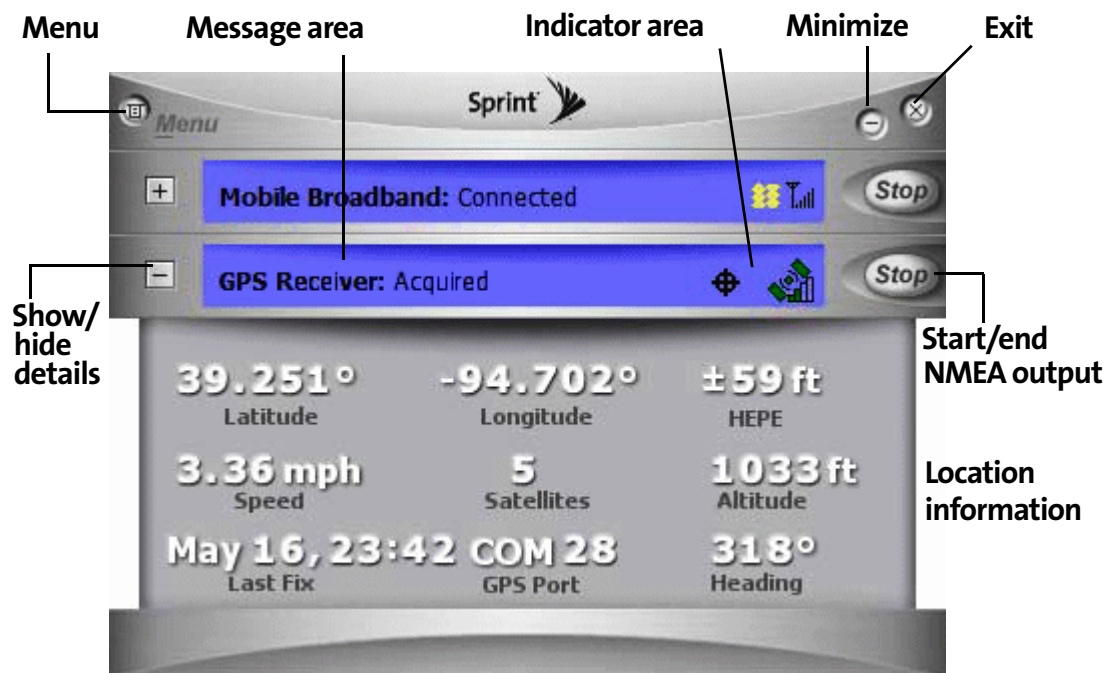 Menu Message area Indicator area Minimize Exit
Sprint
Menu
Mobile Broadband: Connected Stop
GPS Receiver: Acquired Stop
Show/
hide
details
Start/end
NMEA output
39.251° -94.702° ±59 ft
Latitude Longitude HEPE
3.36 mph 5 1033 ft
Speed Satellites Altitude
Location
information
May 16, 23:42 COM 28 318°
Last Fix GPS Port Heading